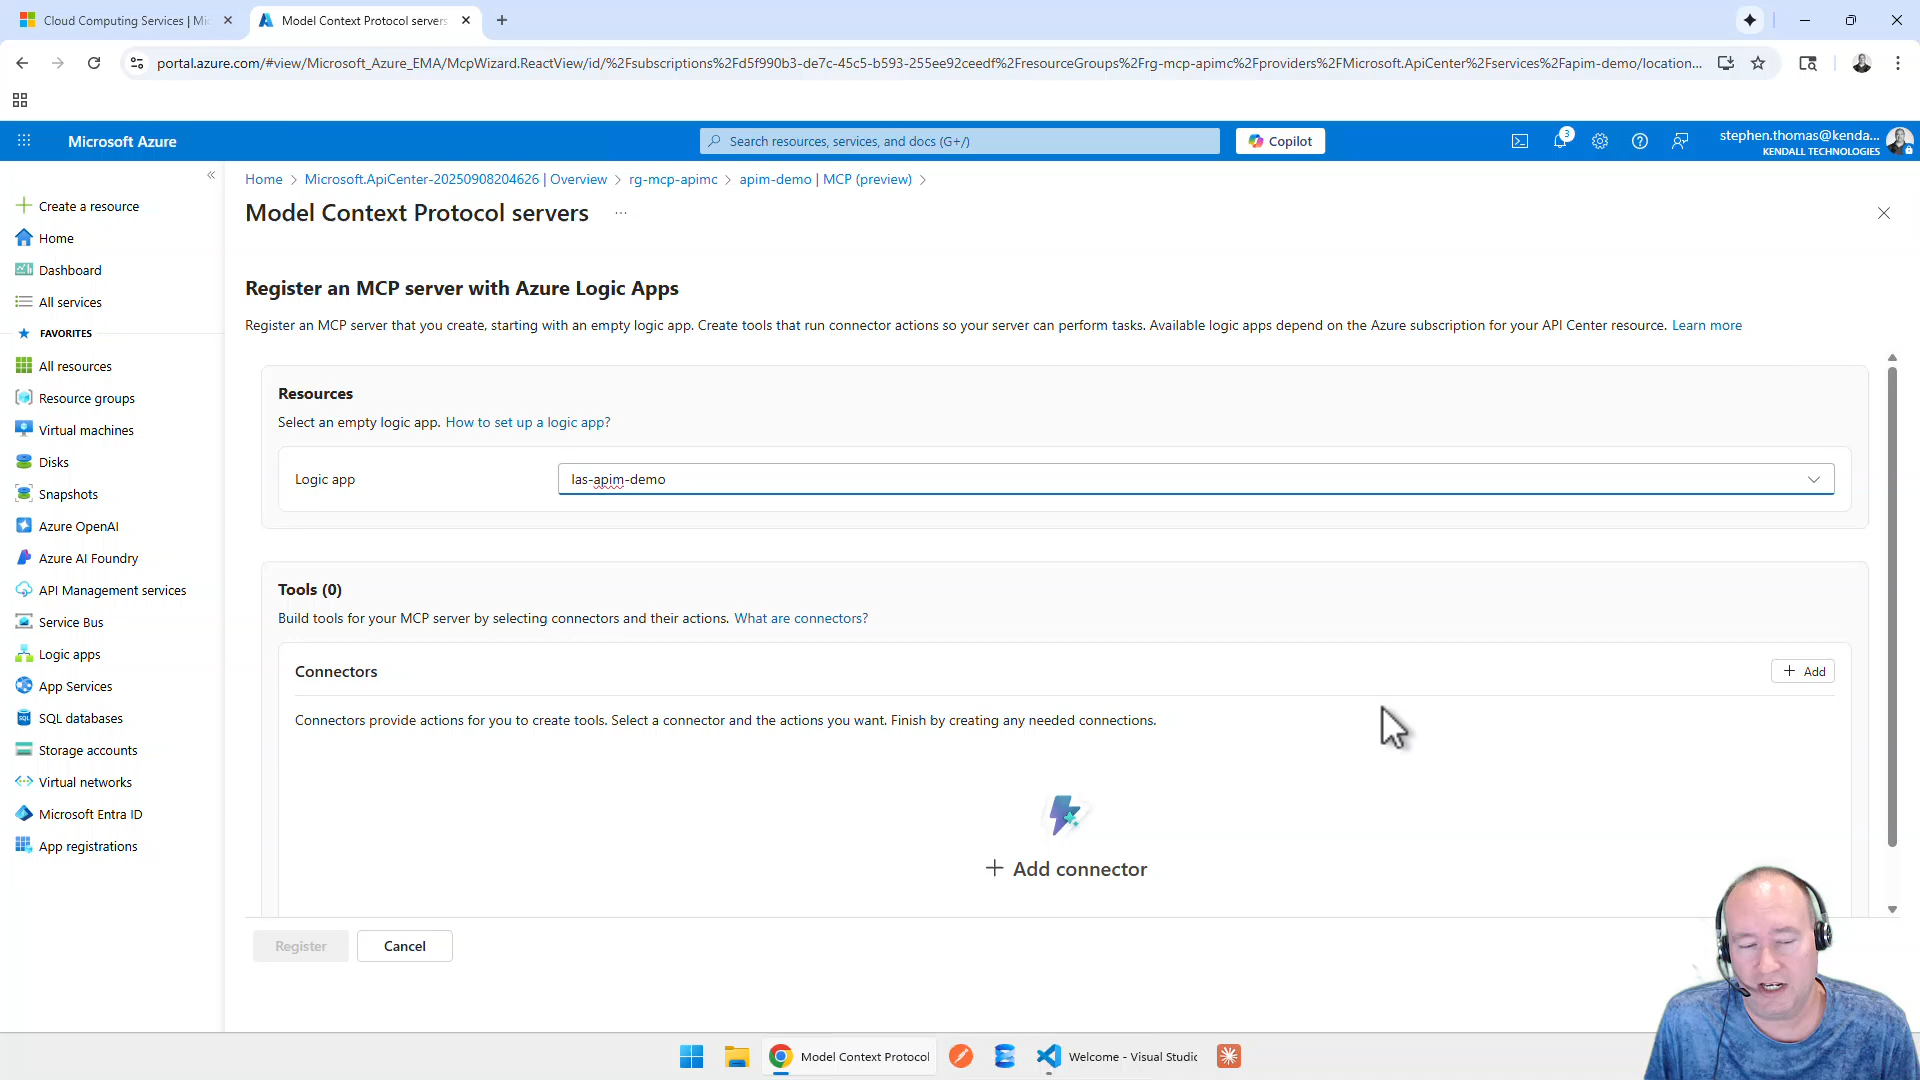 Cloud Computing Services | Mi
Model Context Protocol servers
portal.azure.com/#view/Microsoft_Azure_EMA/McpWizard.ReactView/id/%2Fsubscriptions%2Fd5f990b3-de7c-45c5-b593-255ee92ceedf%2FresourceGroups%2Frg-mcp-apimc%2Fproviders%2FMicrosoft.ApiCenter%2Fservices%2Fapim-demo/location...
Microsoft Azure
Search resources, services, and docs (G+/)
Copilot
3
stephen.thomas@kenda...
KENDALL TECHNOLOGIES
Create a resource
Home
Dashboard
All services
FAVORITES
All resources
Resource groups
Virtual machines
Disks
Snapshots
Azure OpenAI
Azure AI Foundry
API Management services
Service Bus
Logic apps
App Services
SQL databases
Storage accounts
Virtual networks
Microsoft Entra ID
App registrations
Home > Microsoft.ApiCenter-20250908204626 | Overview > rg-mcp-apimc > apim-demo | MCP (preview) >
Model Context Protocol servers ...
Register an MCP server with Azure Logic Apps
Register an MCP server that you create, starting with an empty logic app. Create tools that run connector actions so your server can perform tasks. Available logic apps depend on the Azure subscription for your API Center resource. Learn more
Resources
Select an empty logic app. How to set up a logic app?
Logic app
las-apim-demo
Tools (0)
Build tools for your MCP server by selecting connectors and their actions. What are connectors?
Connectors
+ Add
Connectors provide actions for you to create tools. Select a connector and the actions you want. Finish by creating any needed connections.
+ Add connector
Register
Cancel
Model Context Protocol
Welcome - Visual Studio